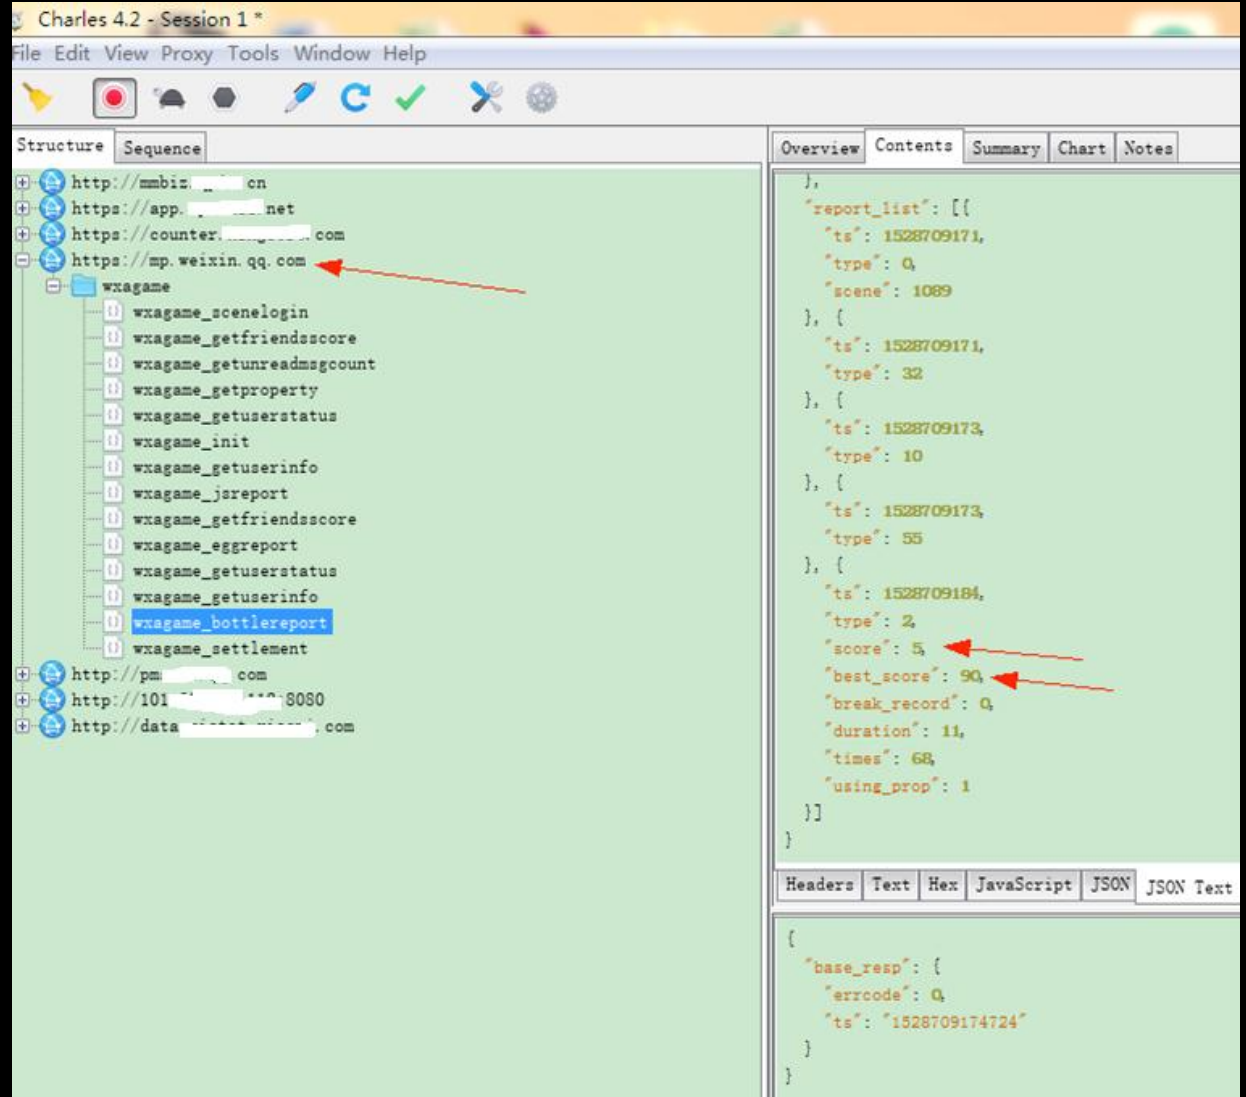 Charles 4.2 - Session 1 *
File Edit View Proxy Tools Window Help
Structure Sequence
http://mmbiz. cn
https://app. net
https://counter. com
https://mp.weixin.qq.com
wxagame
wxagame_scenelogin
wxagame_getfriendsscore
wxagame_getunreadmsgcount
wxagame_getproperty
wxagame_getuserstatus
wxagame_init
wxagame_getuserinfo
wxagame_jsreport
wxagame_getfriendsscore
wxagame_eggreport
wxagame_getuserstatus
wxagame_getuserinfo
wxagame_bottlereport
wxagame_settlement
http://pm com
http://101 8080
http://data .com
Overview Contents Summary Chart Notes
},
"report_list": [{
"ts": 1528709171,
"type": 0,
"scene": 1089
}, {
"ts": 1528709171,
"type": 32
}, {
"ts": 1528709173,
"type": 10
}, {
"ts": 1528709173,
"type": 55
}, {
"ts": 1528709184,
"type": 2,
"score": 5,
"best_score": 90,
"break_record": 0,
"duration": 11,
"times": 68,
"using_prop": 1
}]
}
Headers Text Hex JavaScript JSON JSON Text
{
"base_resp": {
"errcode": 0,
"ts": "1528709174724"
}
}